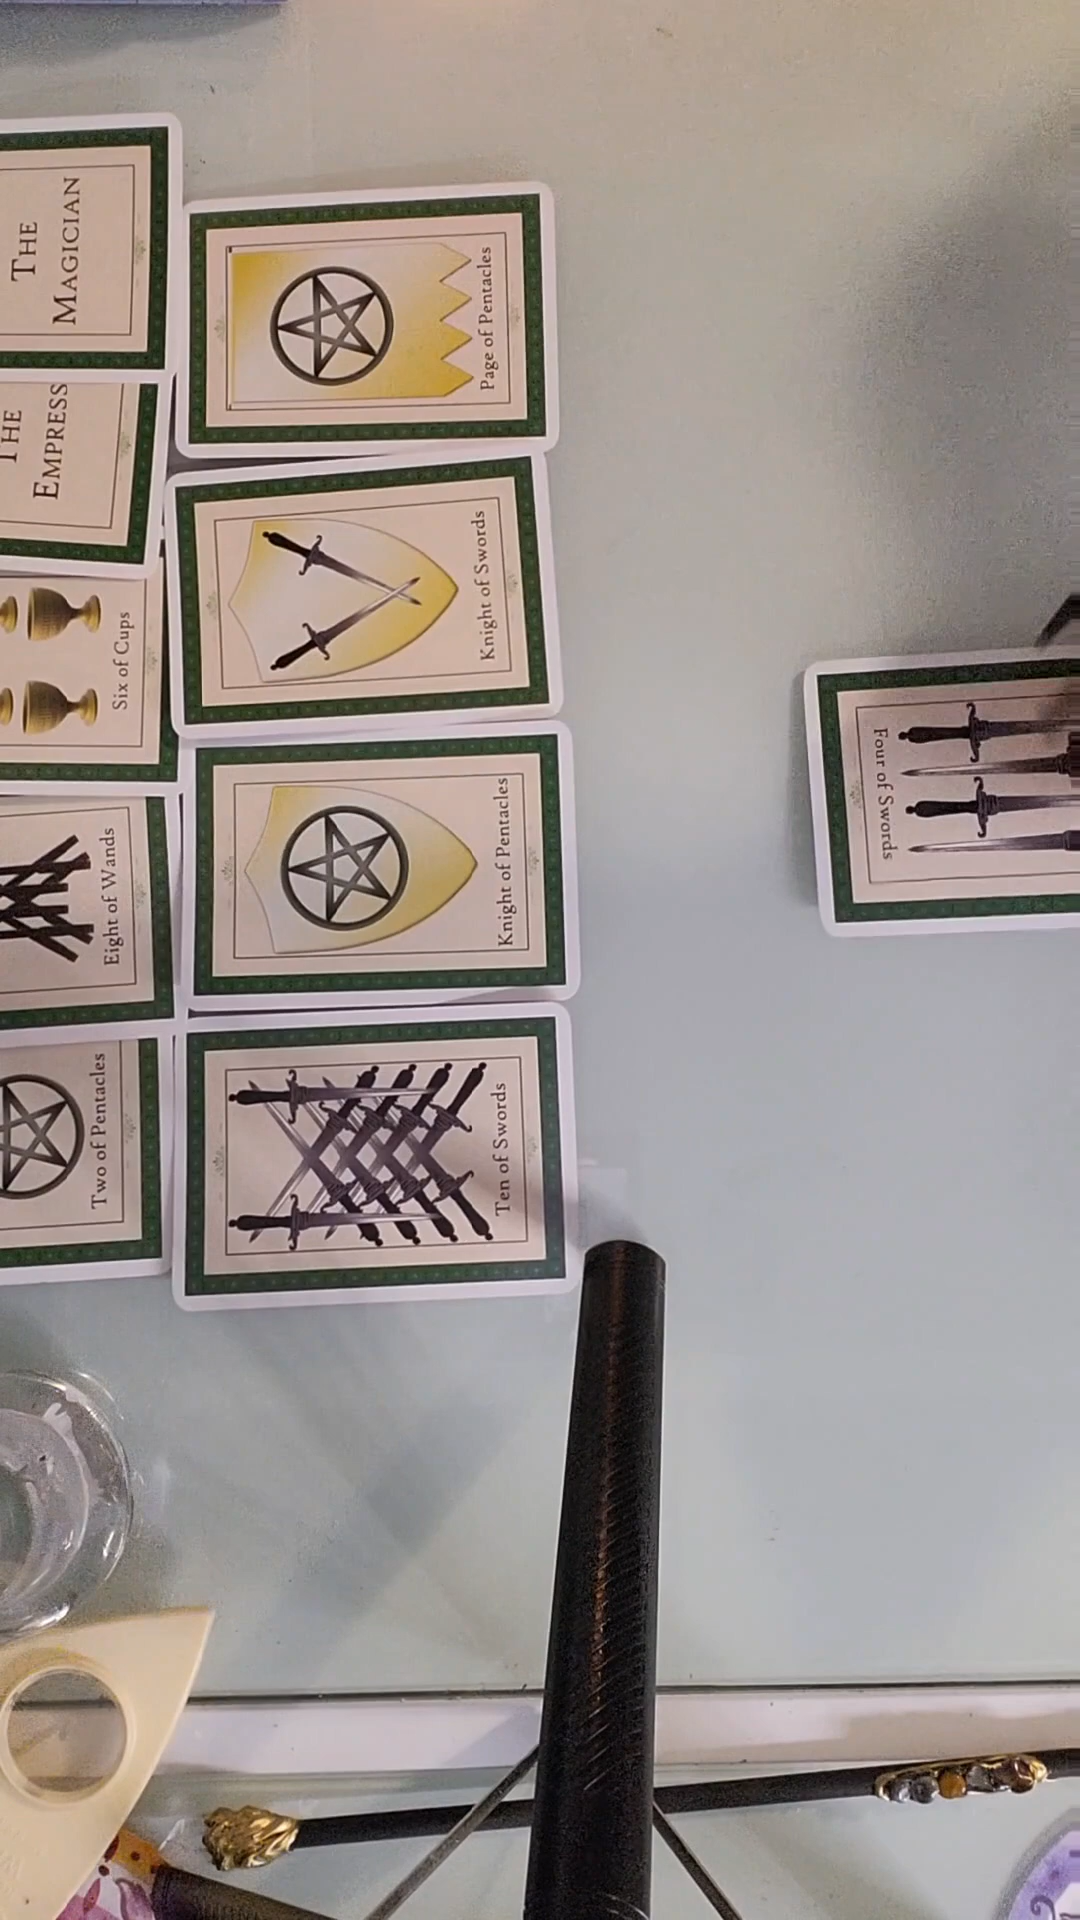 THE
MAGICIAN
THE
EMPRESS
Six of Cups
Eight of Wands
Two of Pentacles
Page of Pentacles
Knight of Swords
Knight of Pentacles
Ten of Swords
Four of Swords